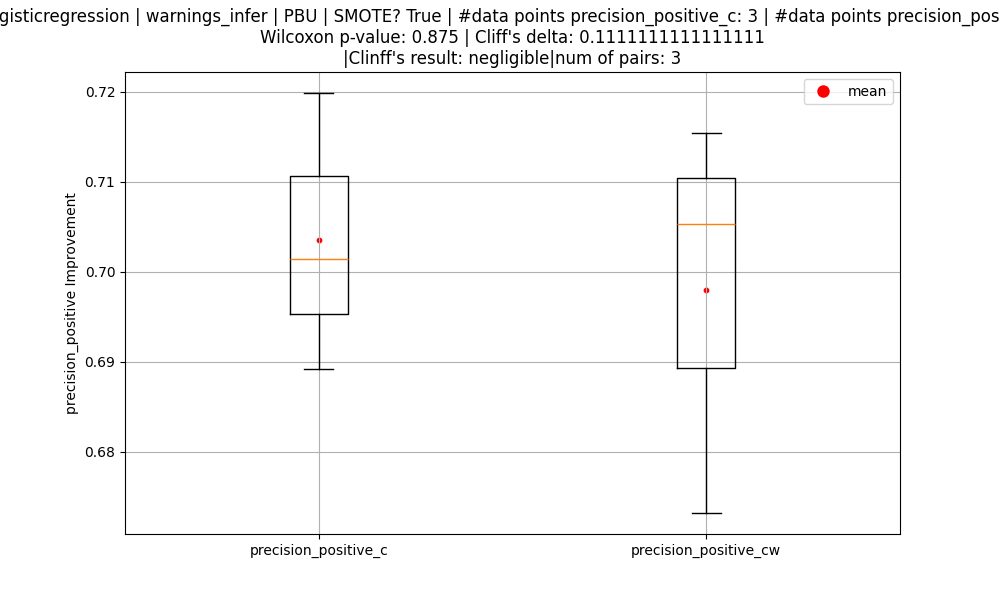 gisticregression | warnings_infer | PBU | SMOTE? True | #data points precision_positive_c: 3 | #data points precision_pos
Wilcoxon p-value: 0.875 | Cliff's delta: 0.1111111111111111
|Clinff's result: negligible|num of pairs: 3
mean
0.72
0.71
0.70
0.69
0.68
precision_positive Improvement
precision_positive_c
precision_positive_cw